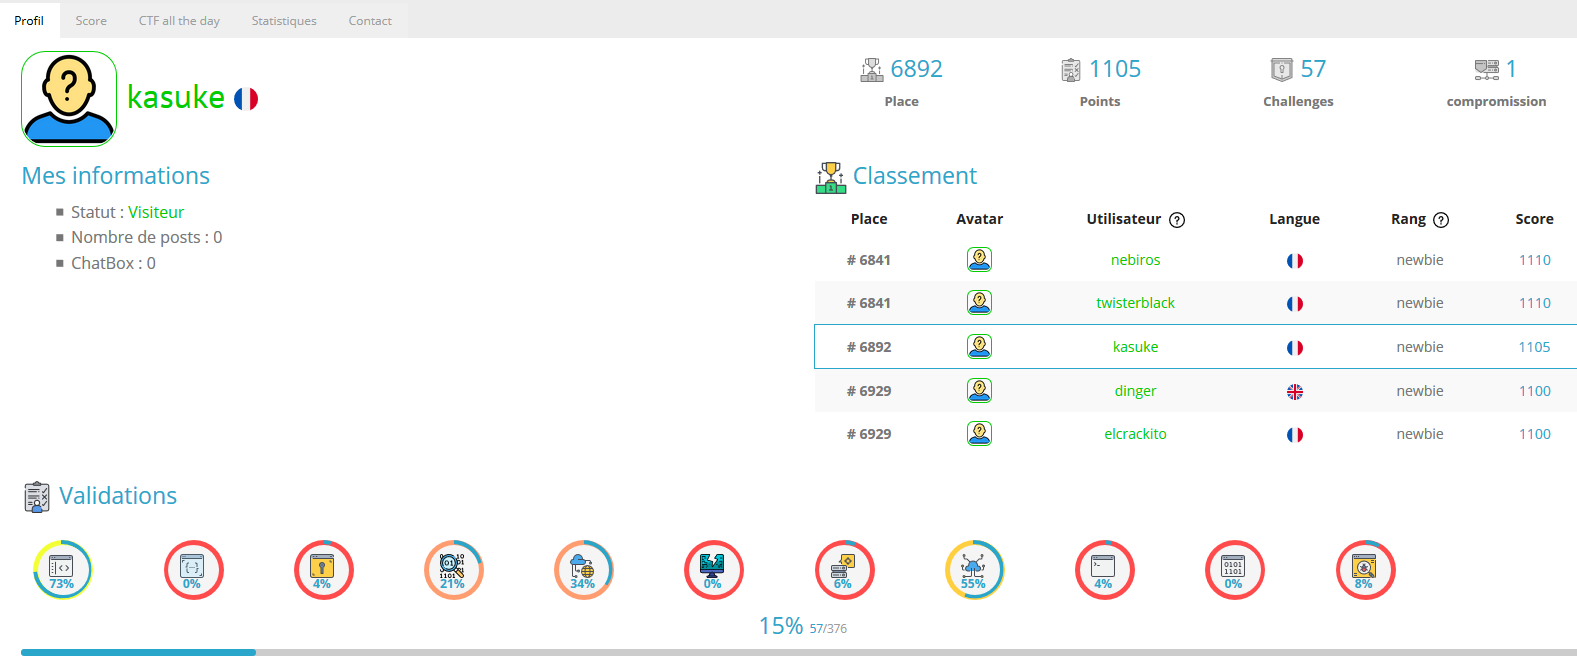 Profil Score CTF all the day Statistiques Contact
kasuke
6892 1105 57 1
Place Points Challenges compromission
Mes informations
Statut : Visiteur
Nombre de posts : 0
ChatBox : 0
Classement
Place Avatar Utilisateur ? Langue Rang ? Score
# 6841 nebiros newbie 1110
# 6841 twisterblack newbie 1110
# 6892 kasuke newbie 1105
# 6929 dinger newbie 1100
# 6929 elcrackito newbie 1100
Validations
73% 0% 4% 21% 34% 0% 6% 55% 4% 0% 8%
15% 57/376